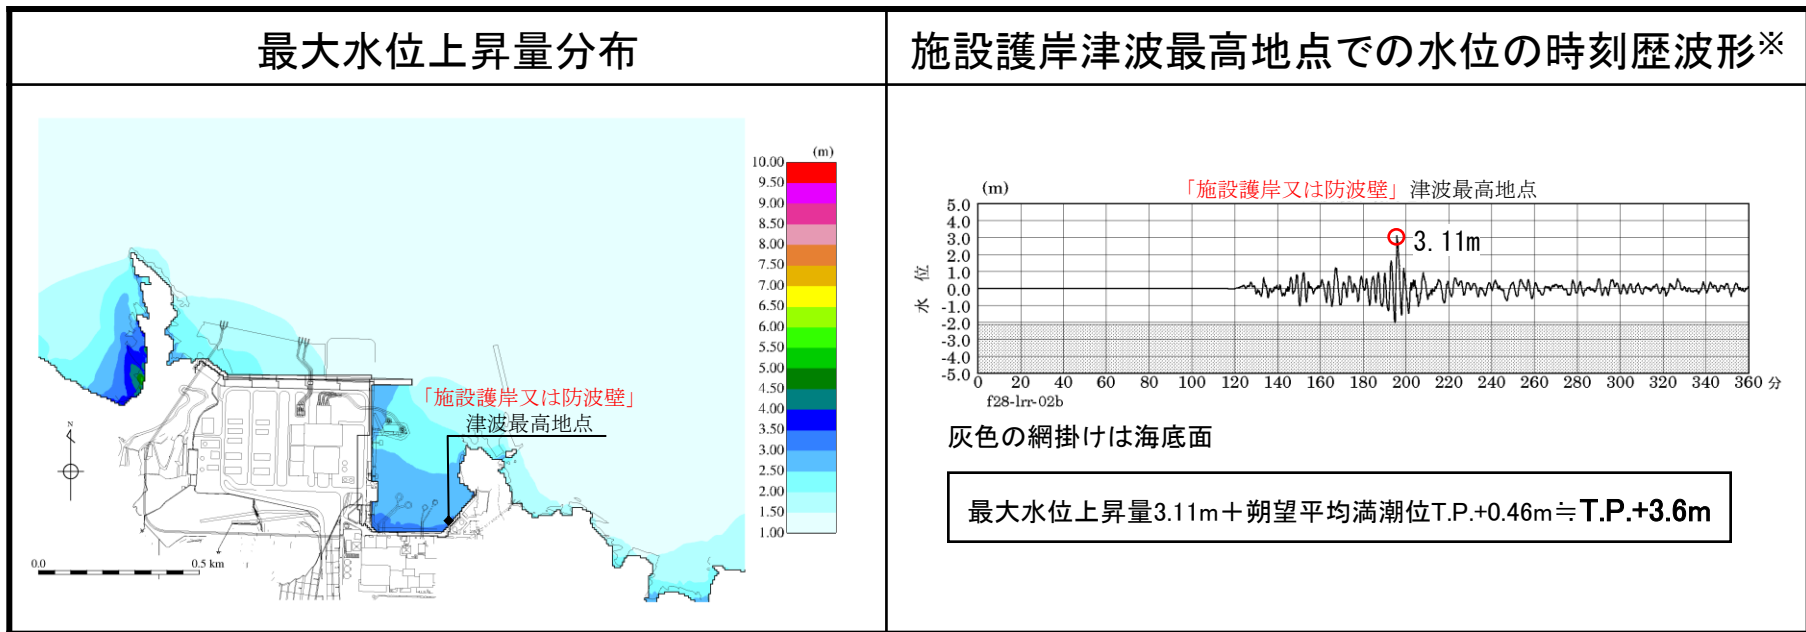 最大水位上昇量分布
施設護岸津波最高地点での水位の時刻歴波形※
(m)
10.00
9.50
9.00
8.50
8.00
7.50
7.00
6.50
6.00
5.50
5.00
4.50
4.00
3.50
3.00
2.50
2.00
1.50
1.00
「施設護岸又は防波壁」
津波最高地点
N
0.0 0.5 km
(m)
「施設護岸又は防波壁」津波最高地点
5.0
4.0
3.0
2.0
1.0
0.0
-1.0
-2.0
-3.0
-4.0
-5.0
水位
3.11m
0 20 40 60 80 100 120 140 160 180 200 220 240 260 280 300 320 340 360 分
f28-lrr-02b
灰色の網掛けは海底面
最大水位上昇量3.11m＋朔望平均満潮位T.P.+0.46m≒T.P.+3.6m